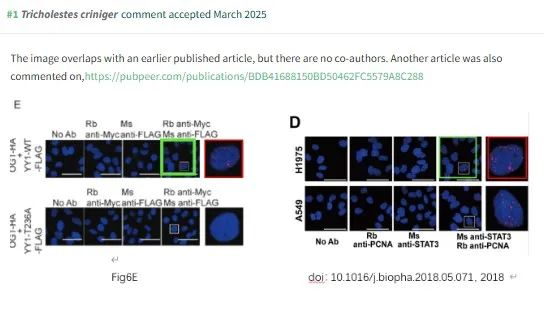 #1 Tricholestes criniger comment accepted March 2025
The image overlaps with an earlier published article, but there are no co-authors. Another article was also
commented on,https://pubpeer.com/publications/BDB41688150BD50462FC5579A8C288
E
Rb Ms Rb anti-Myc
No Ab anti-Myc anti-FLAG Ms anti-FLAG
OGT-HA
+
YY1-WT
-FLAG
Rb Ms Rb anti-Myc
No Ab anti-Myc anti-FLAG Ms anti-FLAG
OGT-HA
+
YY1-T236A
-FLAG
Fig6E
D
H1975
A549
No Ab Rb Ms Ms anti-STAT3
anti-PCNA anti-STAT3 Rb anti-PCNA
doi: 10.1016/j.biopha.2018.05.071, 2018